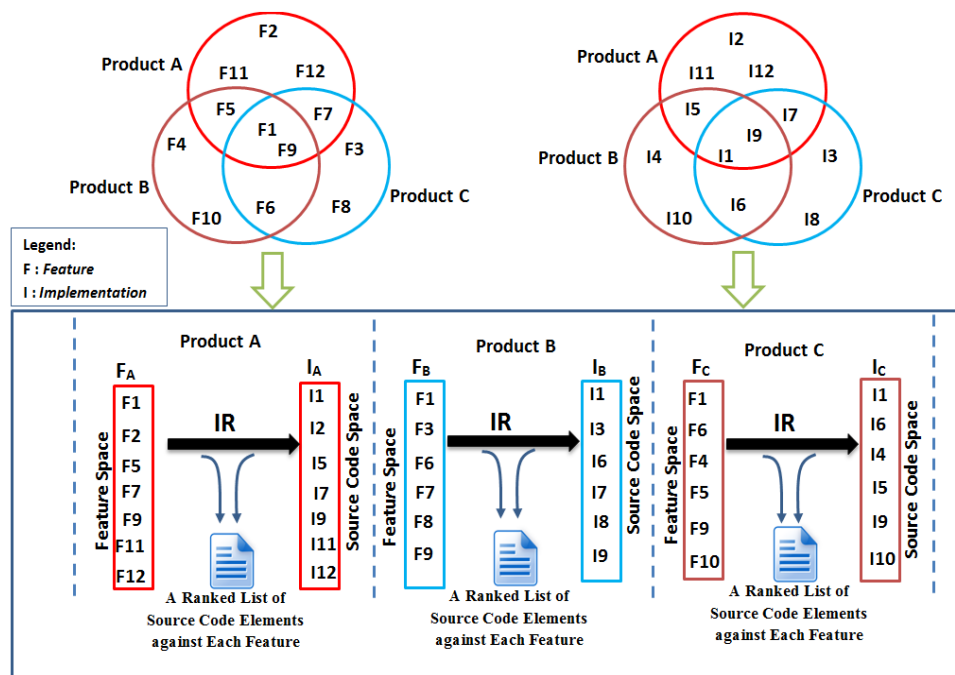 F2
Product A
F11
F12
F5
F7
F1
F4
F9
F3
Product B
F6
F10
F8
Product C
I2
Product A
I11
I12
I5
I7
I9
Product B
I4
I1
I3
I6
I10
I8
Product C
Legend:
F : Feature
I : Implementation
Product A
FA
IA
Feature Space
F1
F2
F5
F7
F9
F11
F12
IR
I1
I2
I5
I7
I9
I11
I12
Source Code Space
A Ranked List of
Source Code Elements
against Each Feature
Product B
FB
IB
Feature Space
F1
F3
F6
F7
F8
F9
IR
I1
I3
I6
I7
I8
I9
Source Code Space
A Ranked List of
Source Code Elements
against Each Feature
Product C
FC
IC
Feature Space
F1
F6
F4
F5
F9
F10
IR
I1
I6
I4
I5
I9
I10
Source Code Space
A Ranked List of
Source Code Elements
against Each Feature